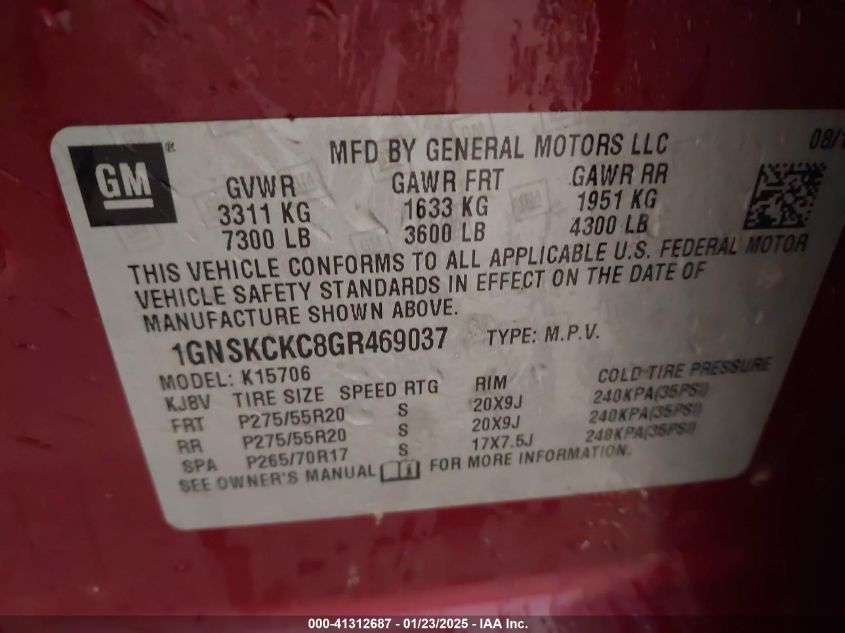 GM
MFD BY GENERAL MOTORS LLC
08/1
GVWR GAWR FRT GAWR RR
3311 KG 1633 KG 1951 KG
7300 LB 3600 LB 4300 LB
THIS VEHICLE CONFORMS TO ALL APPLICABLE U.S. FEDERAL MOTOR
VEHICLE SAFETY STANDARDS IN EFFECT ON THE DATE OF
MANUFACTURE SHOWN ABOVE.
1GNSKCKC8GR469037 TYPE: M.P.V.
MODEL: K15706
KJ8V TIRE SIZE SPEED RTG RIM COLD TIRE PRESSURE
FRT P275/55R20 S 20X9J 240KPA(35PSI)
RR P275/55R20 S 20X9J 240KPA(35PSI)
SPA P265/70R17 S 17X7.5J 240KPA(35PSI)
SEE OWNER'S MANUAL FOR MORE INFORMATION.
000-41312687 - 01/23/2025 - IAA Inc.